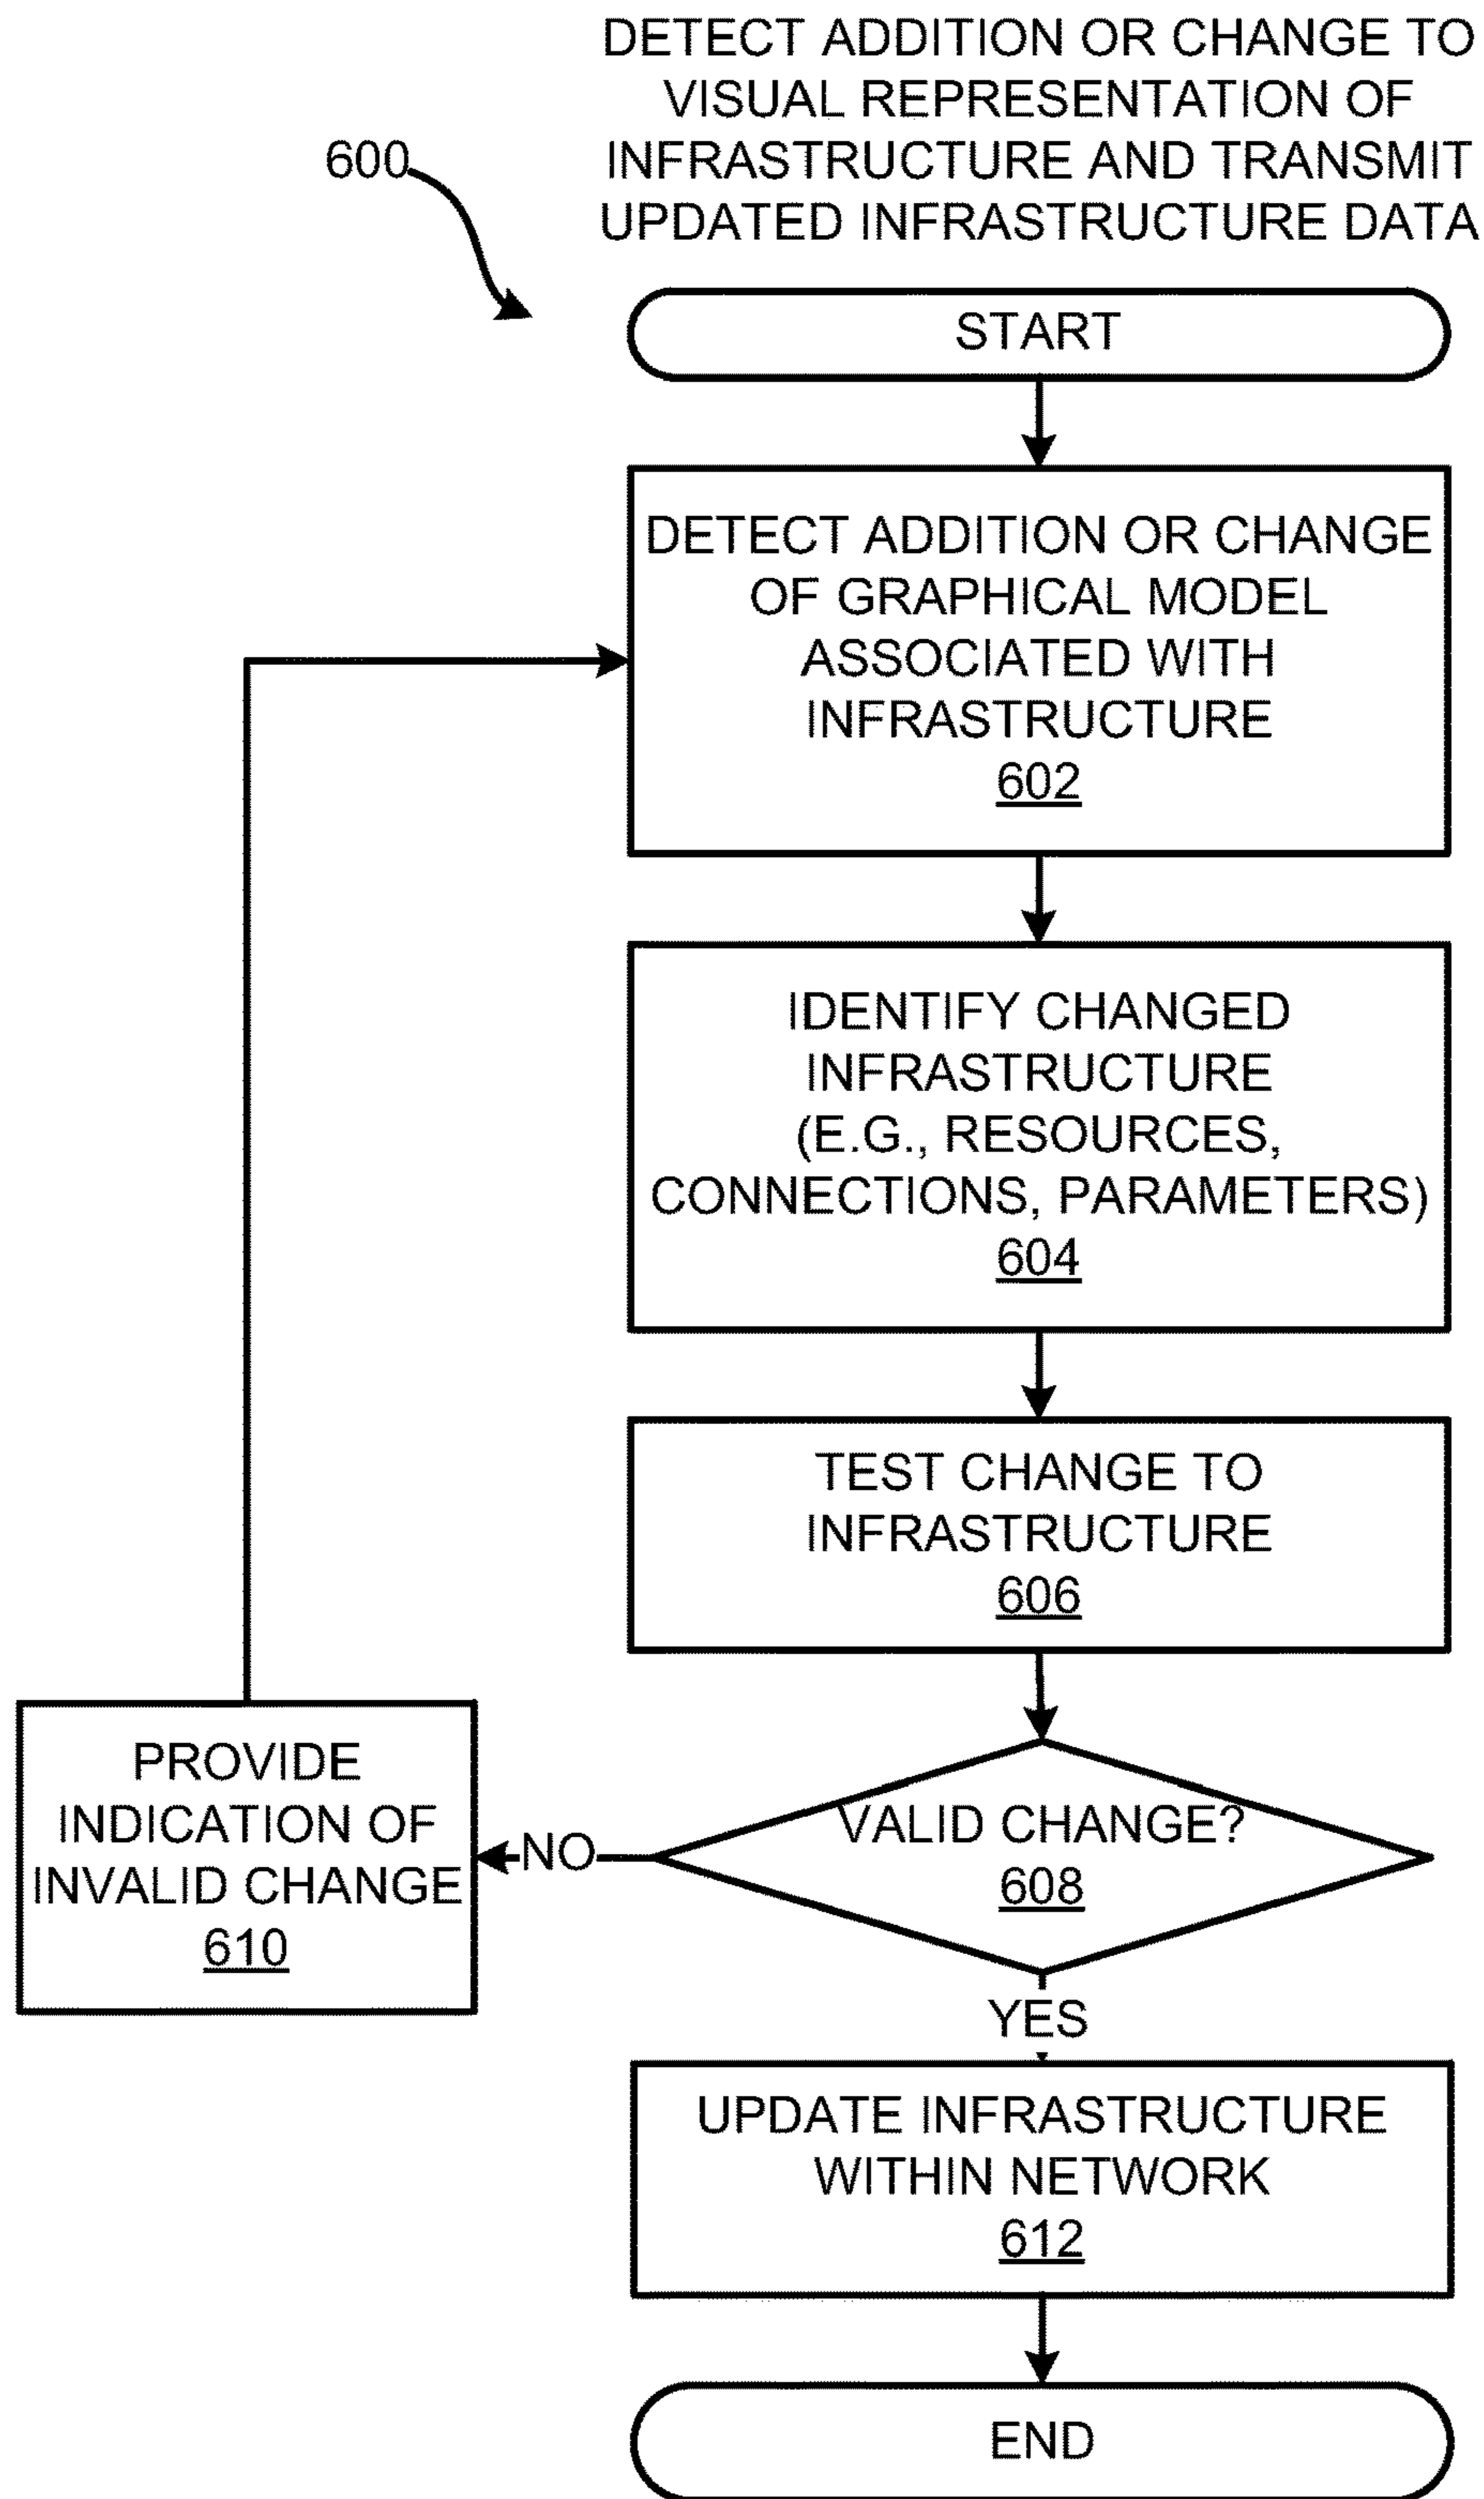 DETECT ADDITION OR CHANGE TO
VISUAL REPRESENTATION OF
INFRASTRUCTURE AND TRANSMIT
UPDATED INFRASTRUCTURE DATA
600
START
DETECT ADDITION OR CHANGE
OF GRAPHICAL MODEL
ASSOCIATED WITH
INFRASTRUCTURE
602
IDENTIFY CHANGED
INFRASTRUCTURE
(E.G., RESOURCES,
CONNECTIONS, PARAMETERS)
604
TEST CHANGE TO
INFRASTRUCTURE
606
VALID CHANGE?
608
NO
PROVIDE
INDICATION OF
INVALID CHANGE
610
YES
UPDATE INFRASTRUCTURE
WITHIN NETWORK
612
END